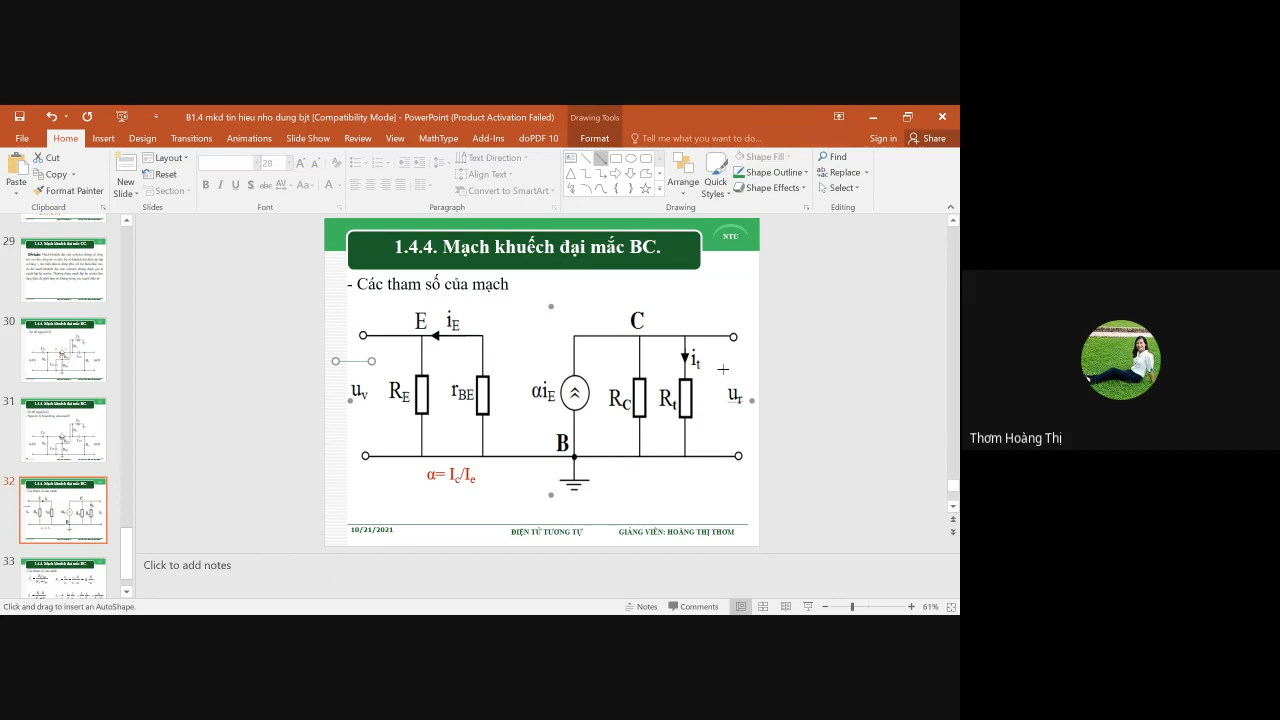 B1.4 mkd tin hieu nho dung bjt [Compatibility Mode] - PowerPoint (Product Activation Failed)
Drawing Tools
File Home Insert Design Transitions Animations Slide Show Review View MathType Add-Ins doPDF 10 Format Tell me what you want to do... Sign in Share
Paste
Cut
Copy
Format Painter
Clipboard
New Slide
Layout
Reset
Section
Slides
28
B I U S abc AV Aa A
Font
Text Direction
Align Text
Convert to SmartArt
Paragraph
Arrange
Quick Styles
Shape Fill
Shape Outline
Shape Effects
Drawing
Find
Replace
Select
Editing
29
30
31
32
33
1.4.4. Mạch khuếch đại mắc BC.
NTU
- Các tham số của mạch
E iE C
it
+
uv RE rBE αiE RC Rt ur
B
α= Ic/Ie
10/21/2021 ĐIỆN TỬ TƯƠNG TỰ GIẢNG VIÊN: HOÀNG THỊ THƠM
Click to add notes
Click and drag to insert an AutoShape.
Notes Comments 61%
Thơm Hoàng Thị